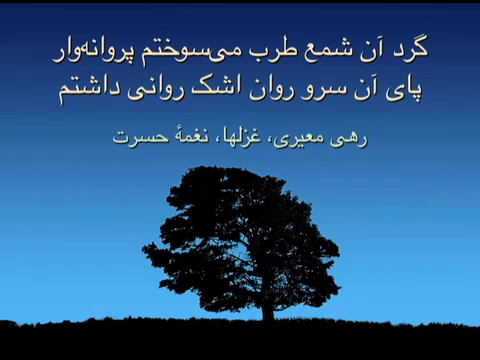 گرد آن شمع طرب می‌سوختم پروانه‌وار
پای آن سرو روان اشک روانی داشتم
رهی معیری، غزلها، نغمهٔ حسرت